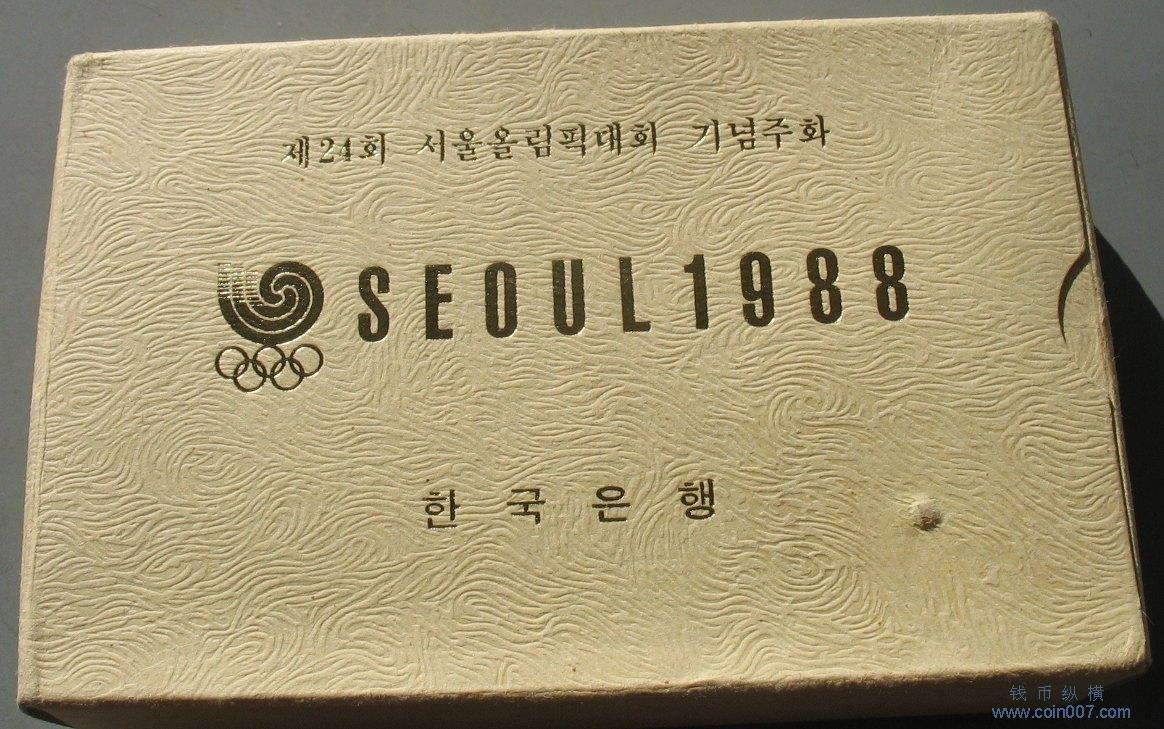 제24회 서울올림픽대회 기념주화
SEOUL1988
한국은행
钱币纵横
www.coin007.com